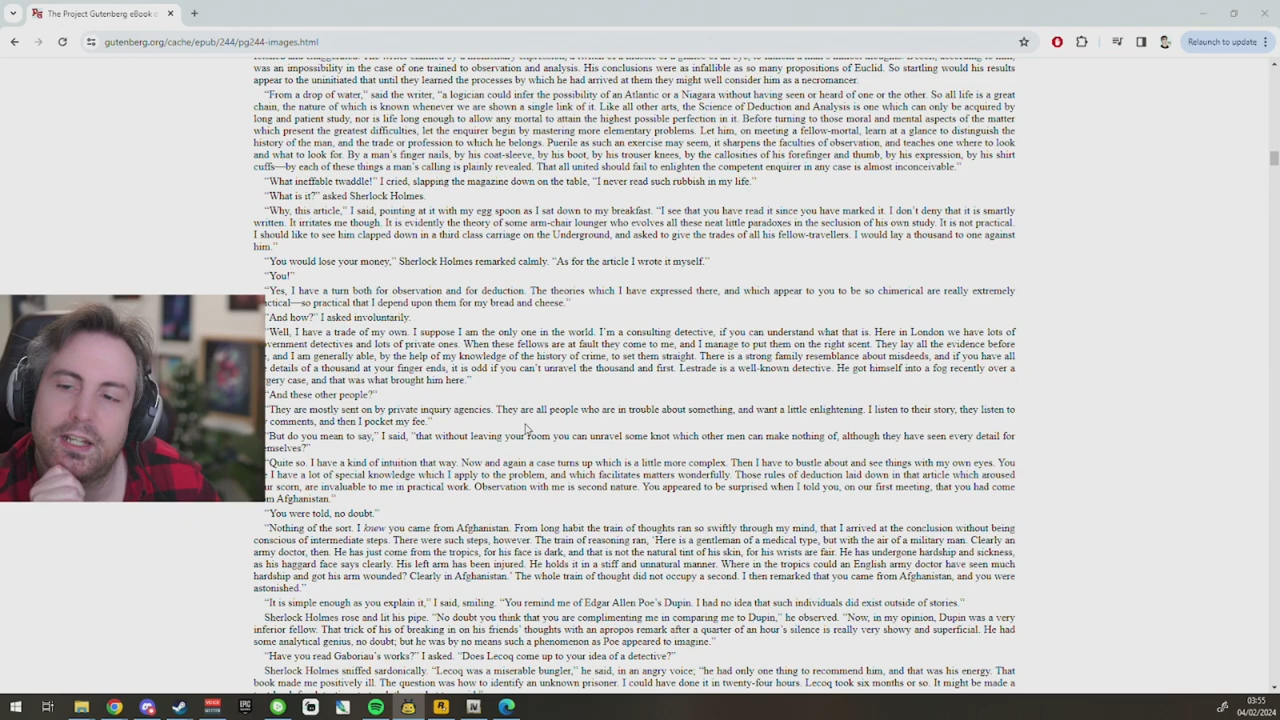 The Project Gutenberg eBook o
gutenberg.org/cache/epub/244/pg244-images.html
Relaunch to update
was an impossibility in the case of one trained to observation and analysis. His conclusions were as infallible as so many propositions of Euclid. So startling would his results
appear to the uninitiated that until they learned the processes by which he had arrived at them they might well consider him as a necromancer.
“From a drop of water,” said the writer, “a logician could infer the possibility of an Atlantic or a Niagara without having seen or heard of one or the other. So all life is a great
chain, the nature of which is known whenever we are shown a single link of it. Like all other arts, the Science of Deduction and Analysis is one which can only be acquired by
long and patient study, nor is life long enough to allow any mortal to attain the highest possible perfection in it. Before turning to those moral and mental aspects of the matter
which present the greatest difficulties, let the enquirer begin by mastering more elementary problems. Let him, on meeting a fellow-mortal, learn at a glance to distinguish the
history of the man, and the trade or profession to which he belongs. Puerile as such an exercise may seem, it sharpens the faculties of observation, and teaches one where to look
and what to look for. By a man’s finger nails, by his coat-sleeve, by his boot, by his trouser knees, by the callosities of his forefinger and thumb, by his expression, by his shirt
cuffs—by each of these things a man’s calling is plainly revealed. That all united should fail to enlighten the competent enquirer in any case is almost inconceivable.”
“What ineffable twaddle!” I cried, slapping the magazine down on the table, “I never read such rubbish in my life.”
“What is it?” asked Sherlock Holmes.
“Why, this article,” I said, pointing at it with my egg spoon as I sat down to my breakfast. “I see that you have read it since you have marked it. I don’t deny that it is smartly
written. It irritates me though. It is evidently the theory of some arm-chair lounger who evolves all these neat little paradoxes in the seclusion of his own study. It is not practical.
I should like to see him clapped down in a third class carriage on the Underground, and asked to give the trades of all his fellow-travellers. I would lay a thousand to one against
him.”
“You would lose your money,” Sherlock Holmes remarked calmly. “As for the article I wrote it myself.”
“You!”
“Yes, I have a turn both for observation and for deduction. The theories which I have expressed there, and which appear to you to be so chimerical are really extremely
ctical—so practical that I depend upon them for my bread and cheese.”
“And how?” I asked involuntarily.
“Well, I have a trade of my own. I suppose I am the only one in the world. I’m a consulting detective, if you can understand what that is. Here in London we have lots of
vernment detectives and lots of private ones. When these fellows are at fault they come to me, and I manage to put them on the right scent. They lay all the evidence before
, and I am generally able, by the help of my knowledge of the history of crime, to set them straight. There is a strong family resemblance about misdeeds, and if you have all
details of a thousand at your finger ends, it is odd if you can’t unravel the thousand and first. Lestrade is a well-known detective. He got himself into a fog recently over a
gery case, and that was what brought him here.”
“And these other people?”
“They are mostly sent on by private inquiry agencies. They are all people who are in trouble about something, and want a little enlightening. I listen to their story, they listen to
comments, and then I pocket my fee.”
“But do you mean to say,” I said, “that without leaving your room you can unravel some knot which other men can make nothing of, although they have seen every detail for
emselves?”
“Quite so. I have a kind of intuition that way. Now and again a case turns up which is a little more complex. Then I have to bustle about and see things with my own eyes. You
I have a lot of special knowledge which I apply to the problem, and which facilitates matters wonderfully. Those rules of deduction laid down in that article which aroused
ur scorn, are invaluable to me in practical work. Observation with me is second nature. You appeared to be surprised when I told you, on our first meeting, that you had come
m Afghanistan.”
“You were told, no doubt.”
“Nothing of the sort. I knew you came from Afghanistan. From long habit the train of thoughts ran so swiftly through my mind, that I arrived at the conclusion without being
conscious of intermediate steps. There were such steps, however. The train of reasoning ran, ‘Here is a gentleman of a medical type, but with the air of a military man. Clearly an
army doctor, then. He has just come from the tropics, for his face is dark, and that is not the natural tint of his skin, for his wrists are fair. He has undergone hardship and sickness,
as his haggard face says clearly. His left arm has been injured. He holds it in a stiff and unnatural manner. Where in the tropics could an English army doctor have seen much
hardship and got his arm wounded? Clearly in Afghanistan.’ The whole train of thought did not occupy a second. I then remarked that you came from Afghanistan, and you were
astonished.”
“It is simple enough as you explain it,” I said, smiling. “You remind me of Edgar Allen Poe’s Dupin. I had no idea that such individuals did exist outside of stories.”
Sherlock Holmes rose and lit his pipe. “No doubt you think that you are complimenting me in comparing me to Dupin,” he observed. “Now, in my opinion, Dupin was a very
inferior fellow. That trick of his of breaking in on his friends’ thoughts with an apropos remark after a quarter of an hour’s silence is really very showy and superficial. He had
some analytical genius, no doubt; but he was by no means such a phenomenon as Poe appeared to imagine.”
“Have you read Gaboriau’s works?” I asked. “Does Lecoq come up to your idea of a detective?”
Sherlock Holmes sniffed sardonically. “Lecoq was a miserable bungler,” he said, in an angry voice; “he had only one thing to recommend him, and that was his energy. That
book made me positively ill. The question was how to identify an unknown prisoner. I could have done it in twenty-four hours. Lecoq took six months or so. It might be made a
03:55
04/02/2024